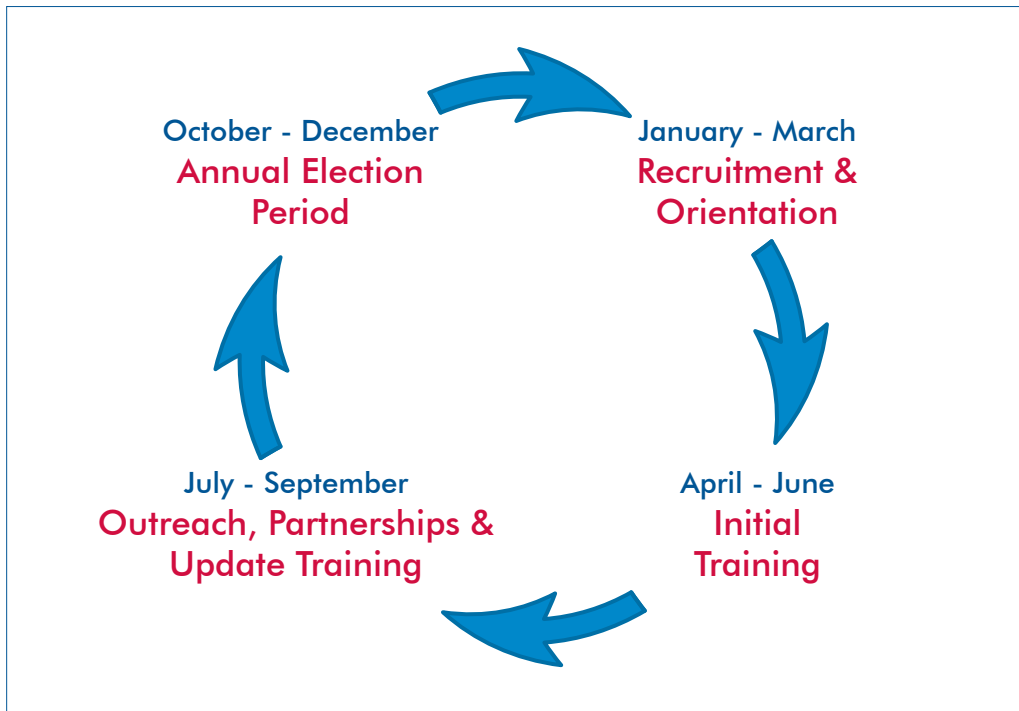 October - December
Annual Election
Period
January - March
Recruitment &
Orientation
July - September
Outreach, Partnerships &
Update Training
April - June
Initial
Training